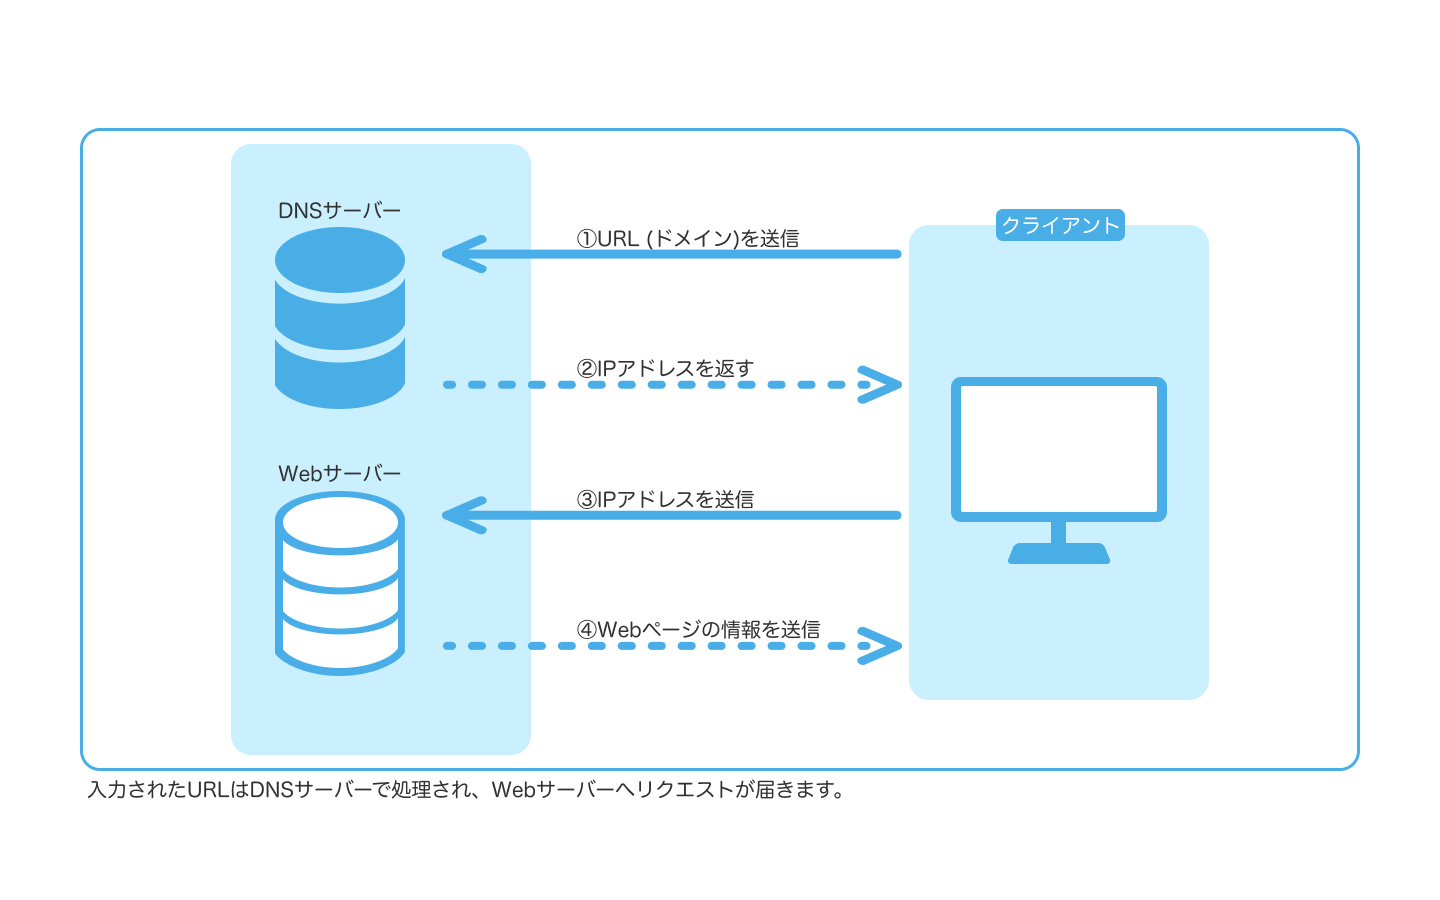 DNSサーバー
①URL (ドメイン)を送信
クライアント
②IPアドレスを返す
Webサーバー
③IPアドレスを送信
④Webページの情報を送信
入力されたURLはDNSサーバーで処理され、Webサーバーへリクエストが届きます。